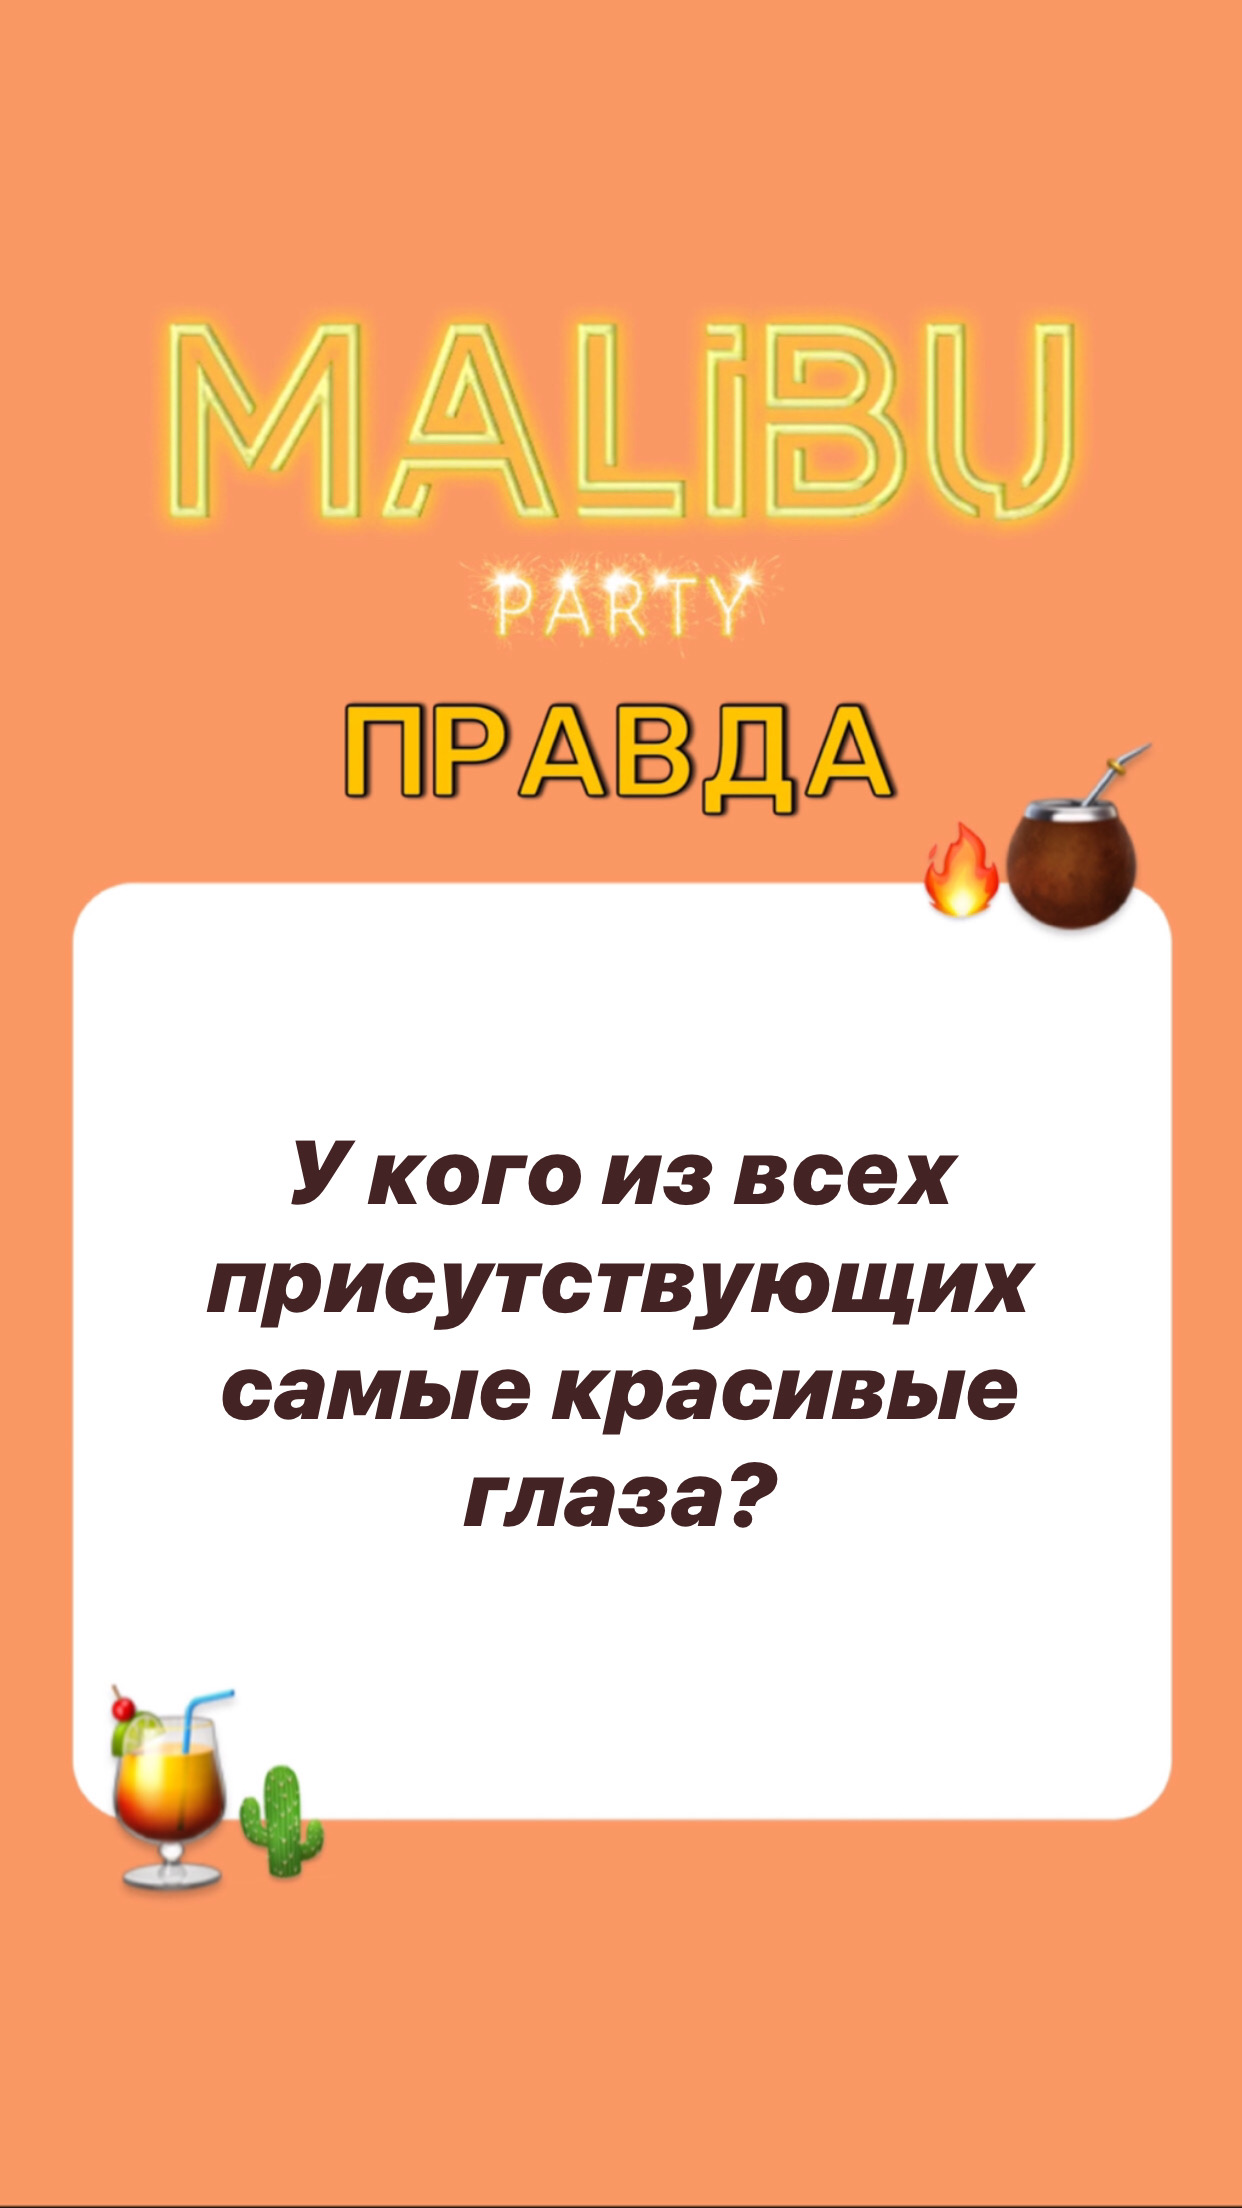 MALiBU
PARTY
ПРАВДА
У кого из всех
присутствующих
самые красивые
глаза?